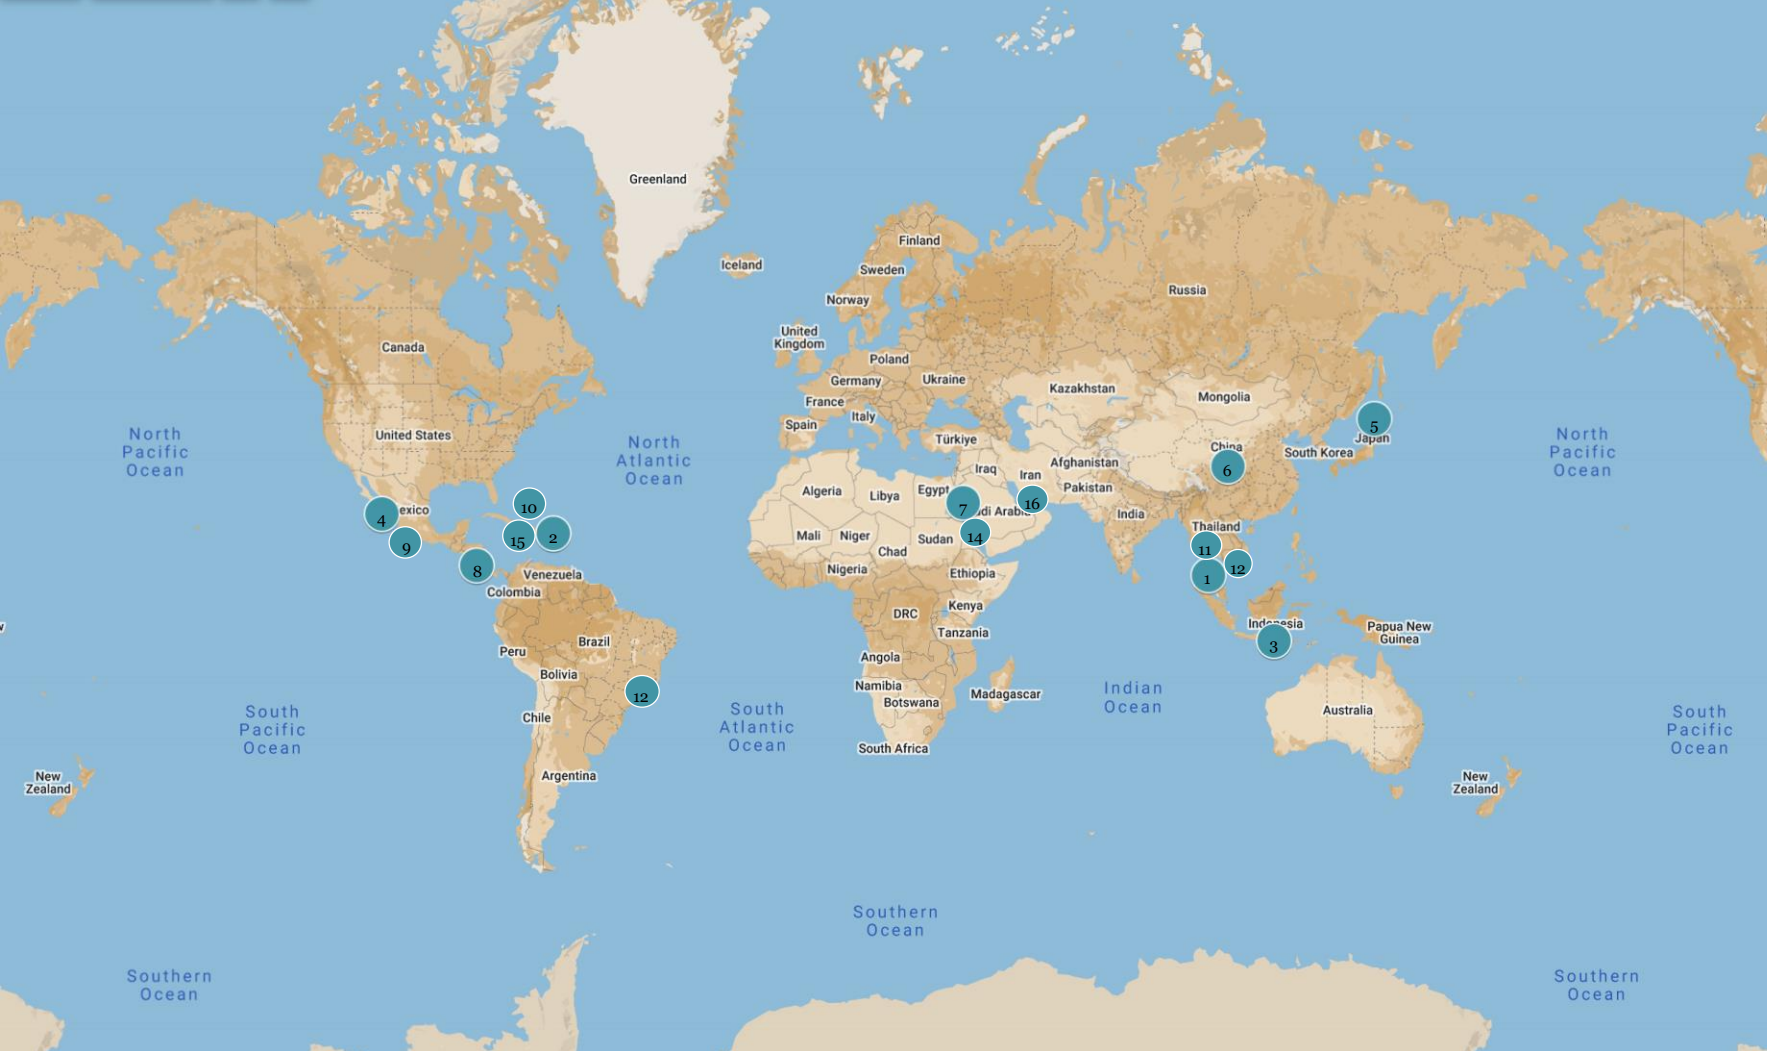 Greenland
Finland
Iceland
Sweden
Russia
Norway
United
Kingdom
Canada
Poland
Germany
Ukraine
Kazakhstan
Mongolia
France
Italy
Spain
5
United States
Türkiye
Japan
North
Pacific
Ocean
North
Atlantic
Ocean
China
South Korea
North
Pacific
Ocean
Afghanistan
Iraq
Iran
6
Pakistan
Algeria
Libya
Egypt
16
10
7
di Arabi
4
exico
India
Thailand
Mali
Niger
Sudan
14
15
2
9
Chad
11
8
Venezuela
Nigeria
Ethiopia
12
1
Colombia
DRC
Kenya
Indonesia
Papua New
Guinea
Tanzania
3
Brazil
Peru
Angola
Bolivia
Namibia
Madagascar
12
Botswana
Indian
Ocean
Australia
South
Pacific
Ocean
Chile
South
Atlantic
Ocean
South
Pacific
Ocean
South Africa
New
Zealand
Argentina
New
Zealand
Southern
Ocean
Southern
Ocean
Southern
Ocean